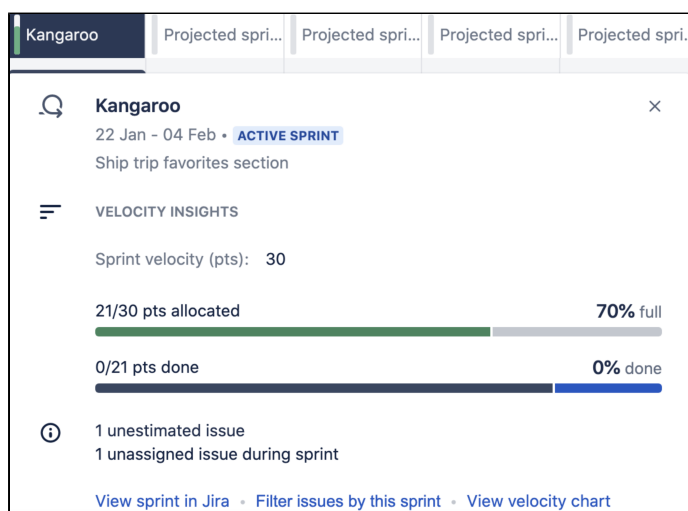 Kangaroo
Projected spri...
Projected spri...
Projected spri...
Projected spri.
Kangaroo
22 Jan - 04 Feb • ACTIVE SPRINT
Ship trip favorites section
VELOCITY INSIGHTS
Sprint velocity (pts): 30
21/30 pts allocated 70% full
0/21 pts done 0% done
1 unestimated issue
1 unassigned issue during sprint
View sprint in Jira • Filter issues by this sprint • View velocity chart